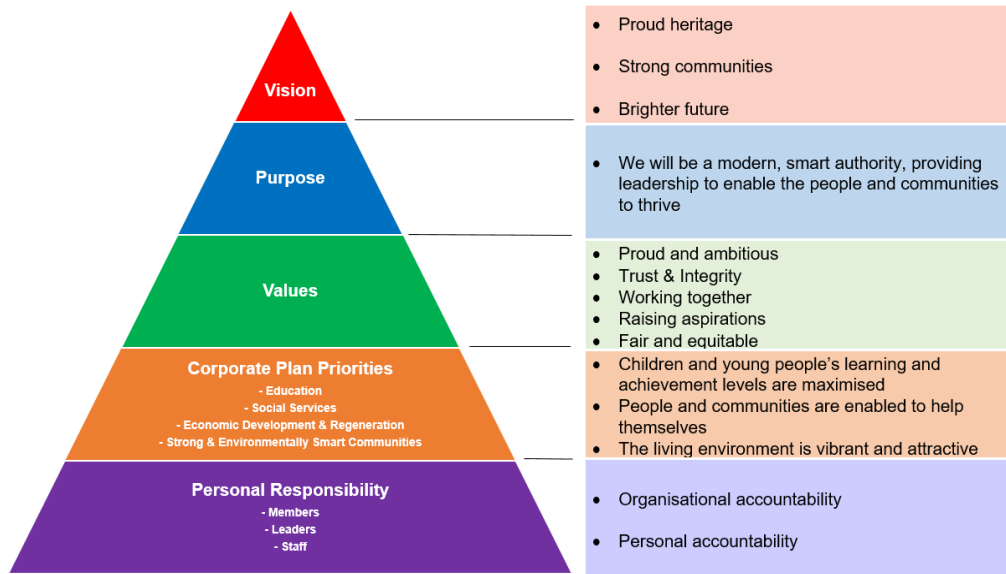 Vision
• Proud heritage
• Strong communities
• Brighter future
Purpose
• We will be a modern, smart authority, providing
leadership to enable the people and communities
to thrive
Values
• Proud and ambitious
• Trust & Integrity
• Working together
• Raising aspirations
• Fair and equitable
Corporate Plan Priorities
- Education
- Social Services
- Economic Development & Regeneration
- Strong & Environmentally Smart Communities
• Children and young people’s learning and
achievement levels are maximised
• People and communities are enabled to help
themselves
• The living environment is vibrant and attractive
Personal Responsibility
- Members
- Leaders
- Staff
• Organisational accountability
• Personal accountability